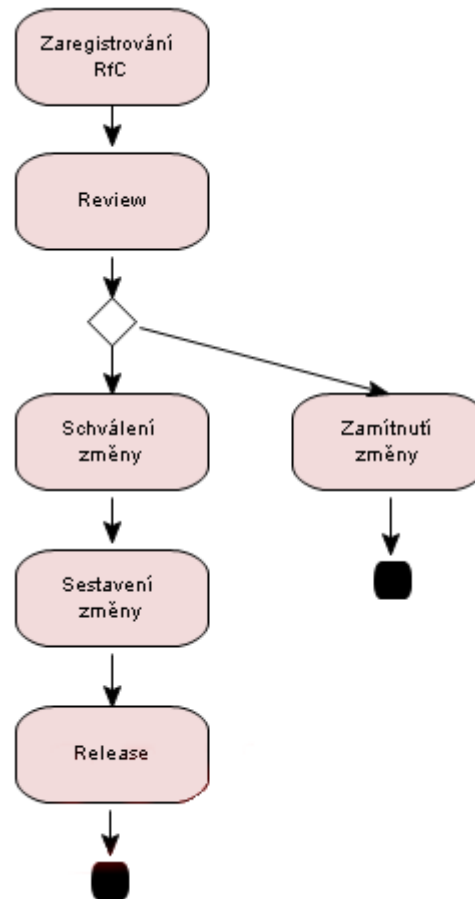 Zaregistrování
RfC
Review
Schválení
změny
Zamítnutí
změny
Sestavení
změny
Release